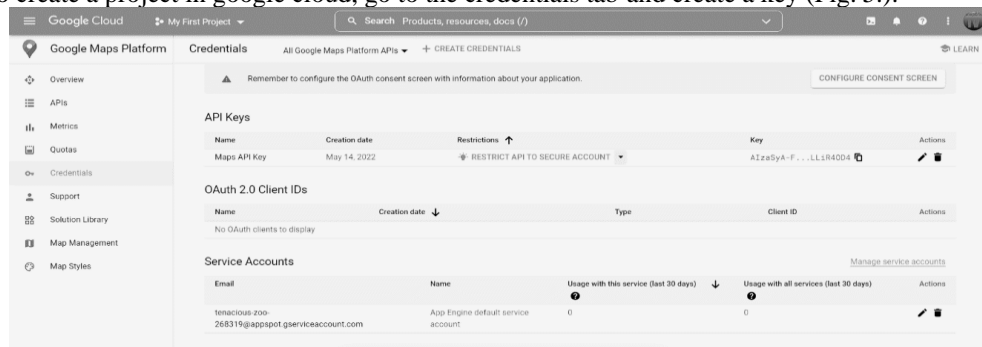 to create a project in google cloud, go to the credentials tab and create a key (Fig. 3.).
Google Cloud My First Project Search Products, resources, docs (/)
Google Maps Platform Credentials All Google Maps Platform APIs + CREATE CREDENTIALS LEARN
Overview
Remember to configure the OAuth consent screen with information about your application. CONFIGURE CONSENT SCREEN
APIs
Metrics
Quotas
Credentials
Support
Solution Library
Map Management
Map Styles
API Keys
Name Creation date Restrictions Key Actions
Maps API Key May 14, 2022 RESTRICT API TO SECURE ACCOUNT AIzaSyA-F...LLiR4OD4
OAuth 2.0 Client IDs
Name Creation date Type Client ID Actions
No OAuth clients to display
Service Accounts Manage service accounts
Email Name Usage with this service (last 30 days) Usage with all services (last 30 days) Actions
tenacious-zoo- App Engine default service 0 0
268319@appspot.gserviceaccount.com account